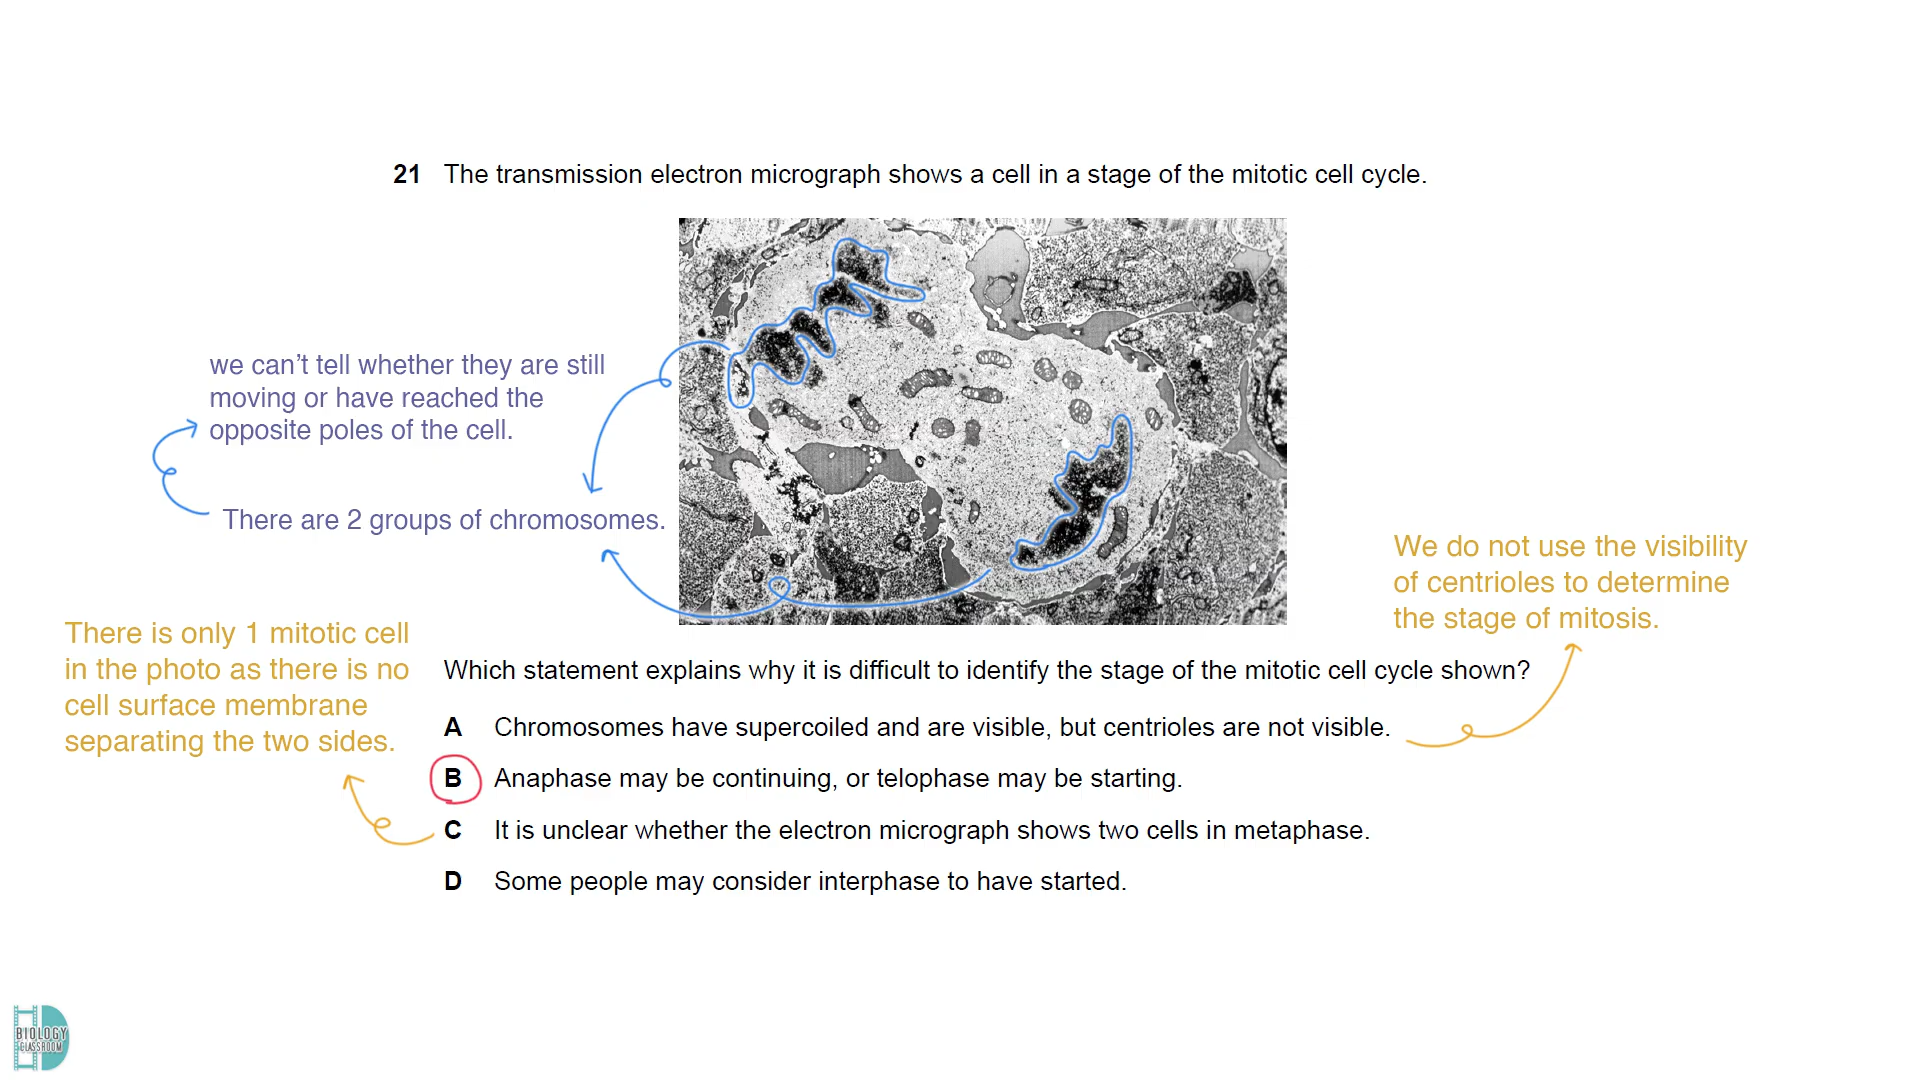 21 The transmission electron micrograph shows a cell in a stage of the mitotic cell cycle.
we can’t tell whether they are still
moving or have reached the
opposite poles of the cell.
There are 2 groups of chromosomes.
We do not use the visibility
of centrioles to determine
the stage of mitosis.
There is only 1 mitotic cell
in the photo as there is no
cell surface membrane
separating the two sides.
Which statement explains why it is difficult to identify the stage of the mitotic cell cycle shown?
A Chromosomes have supercoiled and are visible, but centrioles are not visible.
B Anaphase may be continuing, or telophase may be starting.
C It is unclear whether the electron micrograph shows two cells in metaphase.
D Some people may consider interphase to have started.
BIOLOGY
CLASSROOM